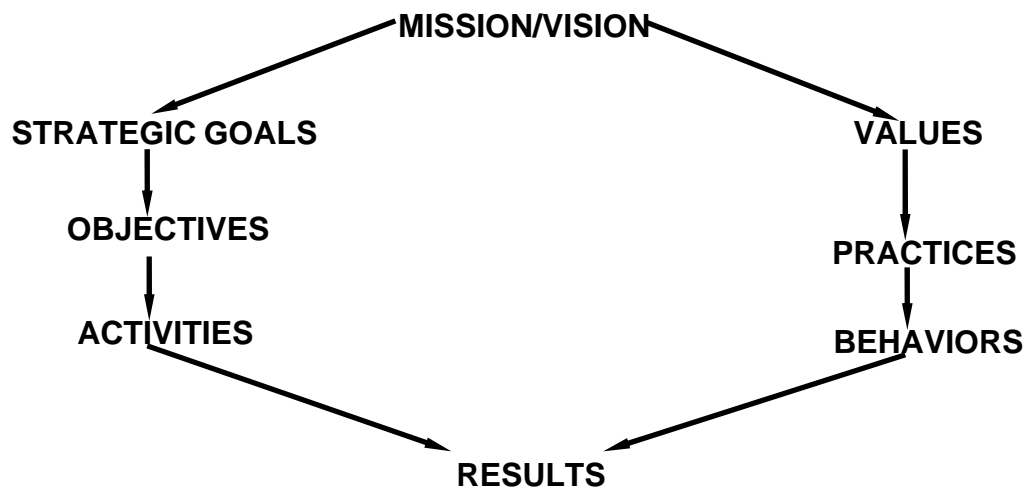 MISSION/VISION
STRATEGIC GOALS
VALUES
OBJECTIVES
PRACTICES
ACTIVITIES
BEHAVIORS
RESULTS